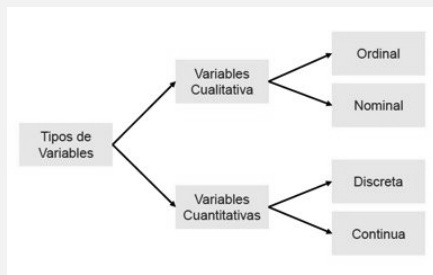 Tipos de
Variables
Variables
Cualitativa
Ordinal
Nominal
Variables
Cuantitativas
Discreta
Continua